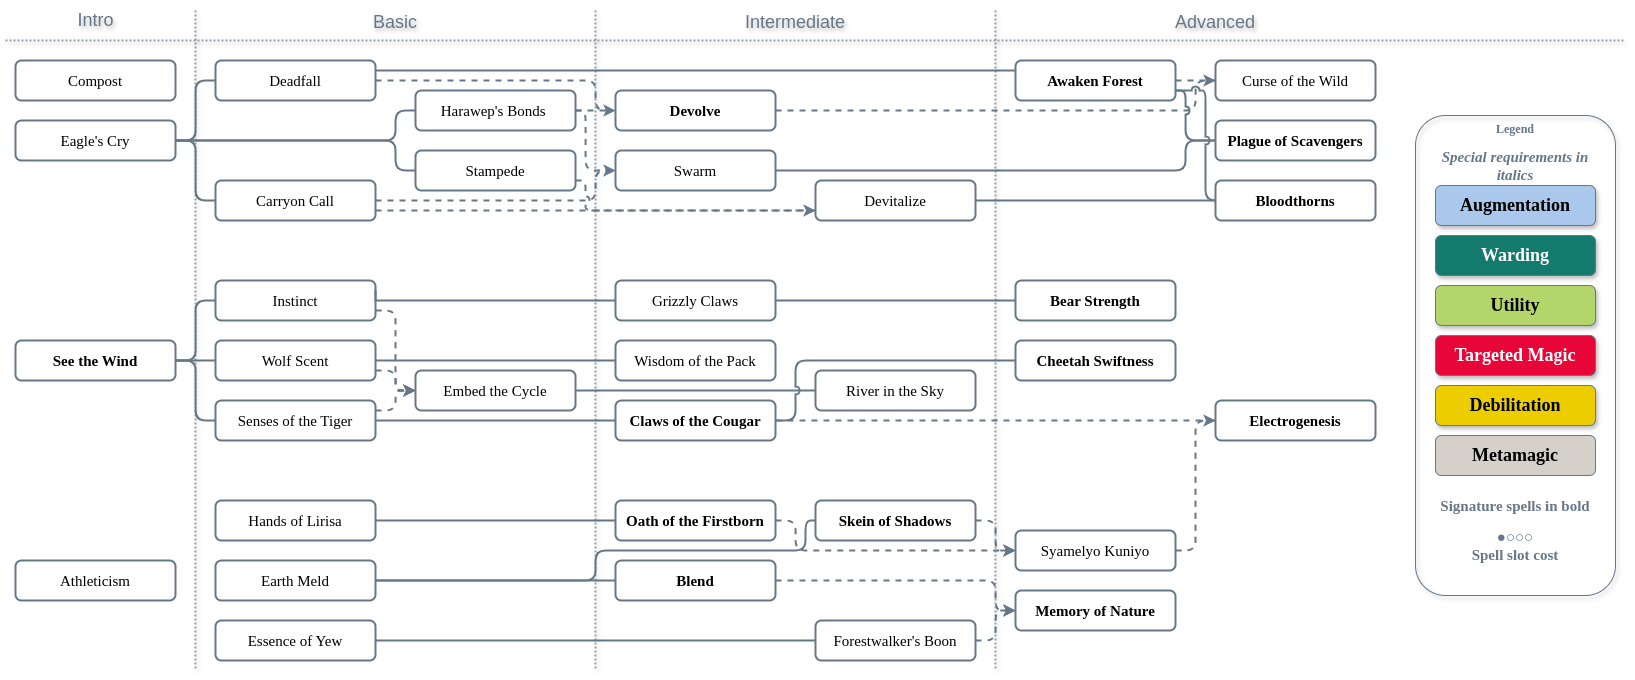 Intro
Basic
Intermediate
Advanced
Compost
Deadfall
Awaken Forest
Curse of the Wild
Harawep's Bonds
Devolve
Eagle's Cry
Plague of Scavengers
Stampede
Swarm
Carryon Call
Devitalize
Bloodthorns
Instinct
Grizzly Claws
Bear Strength
See the Wind
Wolf Scent
Wisdom of the Pack
Cheetah Swiftness
Embed the Cycle
River in the Sky
Senses of the Tiger
Claws of the Cougar
Electrogenesis
Hands of Lirisa
Oath of the Firstborn
Skein of Shadows
Syamelyo Kuniyo
Athleticism
Earth Meld
Blend
Memory of Nature
Essence of Yew
Forestwalker's Boon
Legend
Special requirements in
italics
Augmentation
Warding
Utility
Targeted Magic
Debilitation
Metamagic
Signature spells in bold
●○○○
Spell slot cost